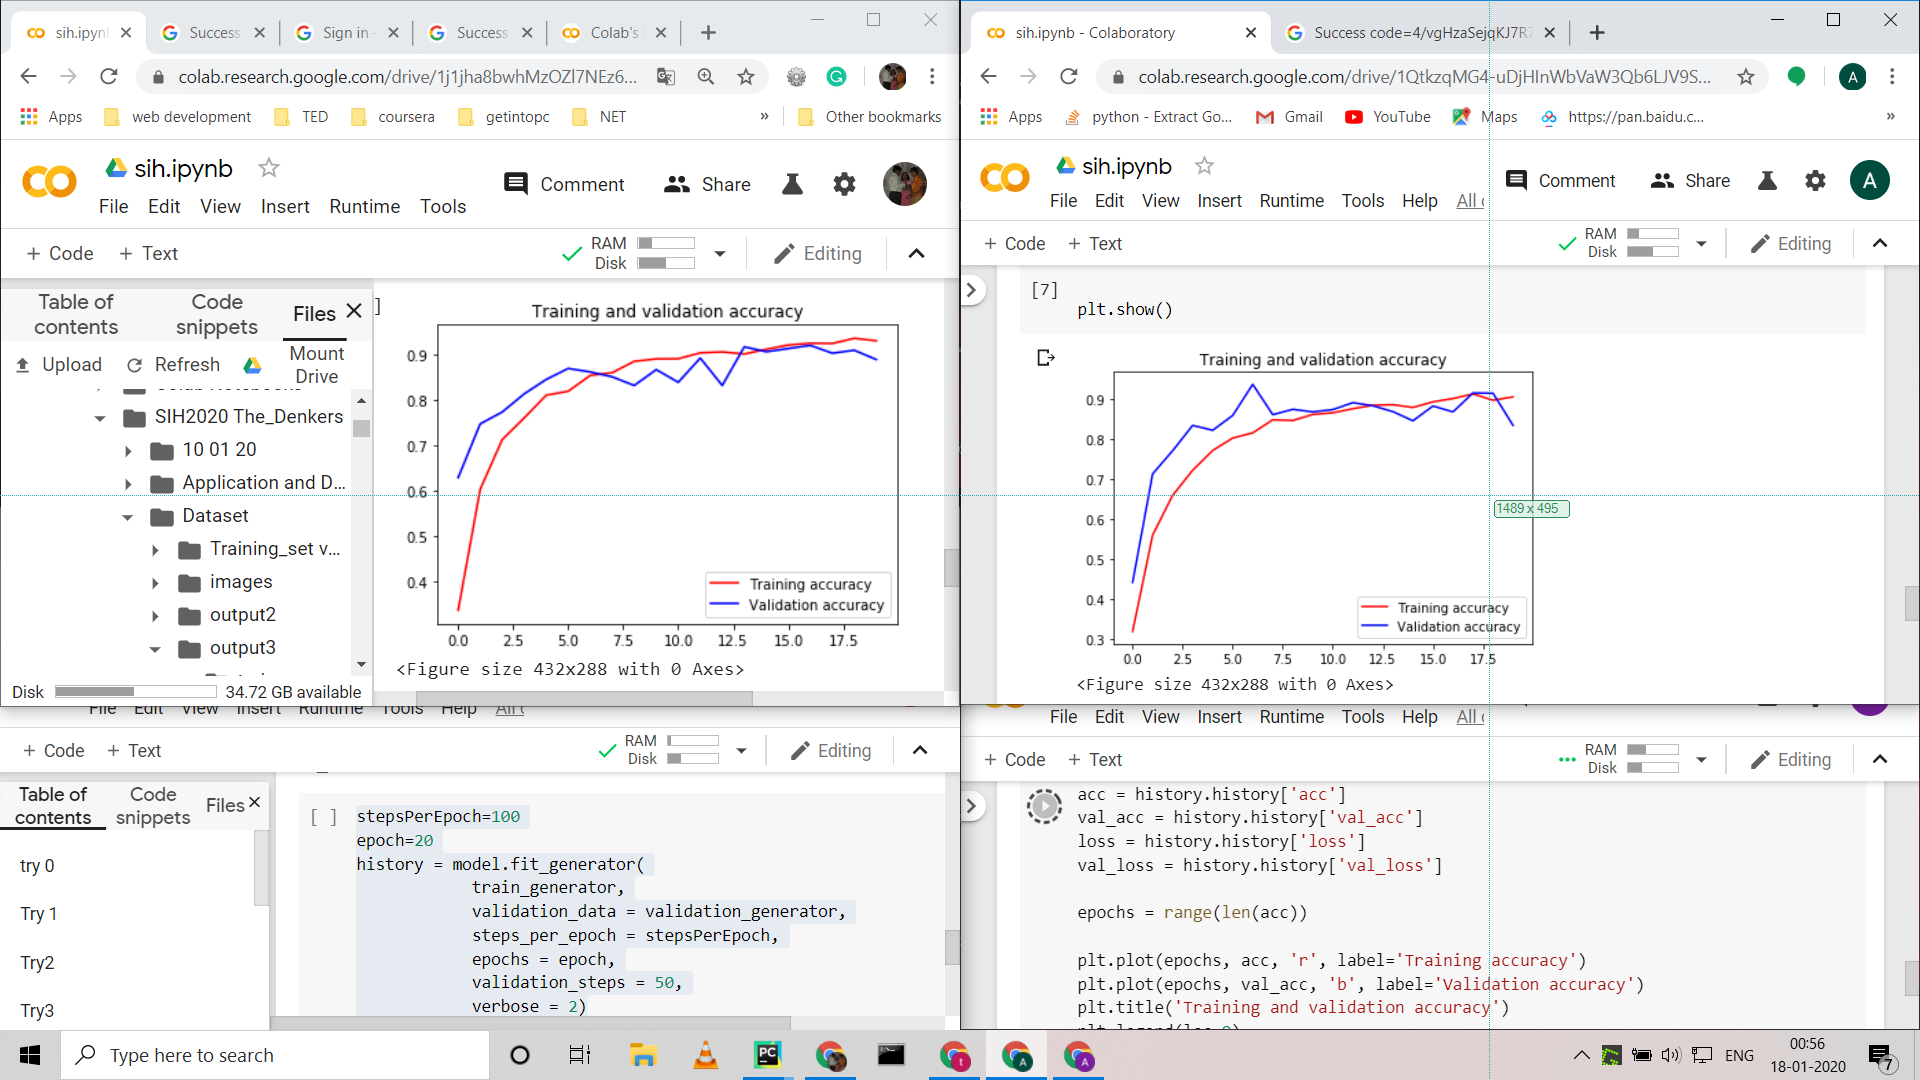 sih.ipyn
Success
Sign in
Success
Colab's
colab.research.google.com/drive/1j1jha8bwhMzOZl7NEz6...
Apps
web development
TED
coursera
getintopc
NET
»
Other bookmarks
sih.ipynb
Comment
Share
File Edit View Insert Runtime Tools
+ Code + Text
RAM
Disk
Editing
Table of contents
Code snippets
Files
Upload
Refresh
Mount Drive
SIH2020 The_Denkers
10 01 20
Application and D...
Dataset
Training_set v...
images
output2
output3
Disk
34.72 GB available
]
Training and validation accuracy
0.9
0.8
0.7
0.6
0.5
0.4
Training accuracy
Validation accuracy
0.0 2.5 5.0 7.5 10.0 12.5 15.0 17.5
<Figure size 432x288 with 0 Axes>
sih.ipynb - Colaboratory
Success code=4/vgHzaSejqKJ7R7
colab.research.google.com/drive/1QtkzqMG4-uDjHInWbVaW3Qb6LJV9S...
A
Apps
python - Extract Go...
Gmail
YouTube
Maps
https://pan.baidu.c...
»
sih.ipynb
Comment
Share
A
File Edit View Insert Runtime Tools Help All c
+ Code + Text
RAM
Disk
Editing
[7]
plt.show()
Training and validation accuracy
0.9
0.8
0.7
0.6
0.5
0.4
0.3
Training accuracy
Validation accuracy
0.0 2.5 5.0 7.5 10.0 12.5 15.0 17.5
1489 x 495
<Figure size 432x288 with 0 Axes>
File Edit View Insert Runtime Tools Help All c
+ Code + Text
RAM
Disk
Editing
Table of contents
Code snippets
Files
try 0
Try 1
Try2
Try3
[ ]
stepsPerEpoch=100
epoch=20
history = model.fit_generator(
train_generator,
validation_data = validation_generator,
steps_per_epoch = stepsPerEpoch,
epochs = epoch,
validation_steps = 50,
verbose = 2)
File Edit View Insert Runtime Tools Help All c
+ Code + Text
RAM
Disk
Editing
acc = history.history['acc']
val_acc = history.history['val_acc']
loss = history.history['loss']
val_loss = history.history['val_loss']
epochs = range(len(acc))
plt.plot(epochs, acc, 'r', label='Training accuracy')
plt.plot(epochs, val_acc, 'b', label='Validation accuracy')
plt.title('Training and validation accuracy')
Type here to search
PC
t
A
A
ENG
00:56
18-01-2020
7